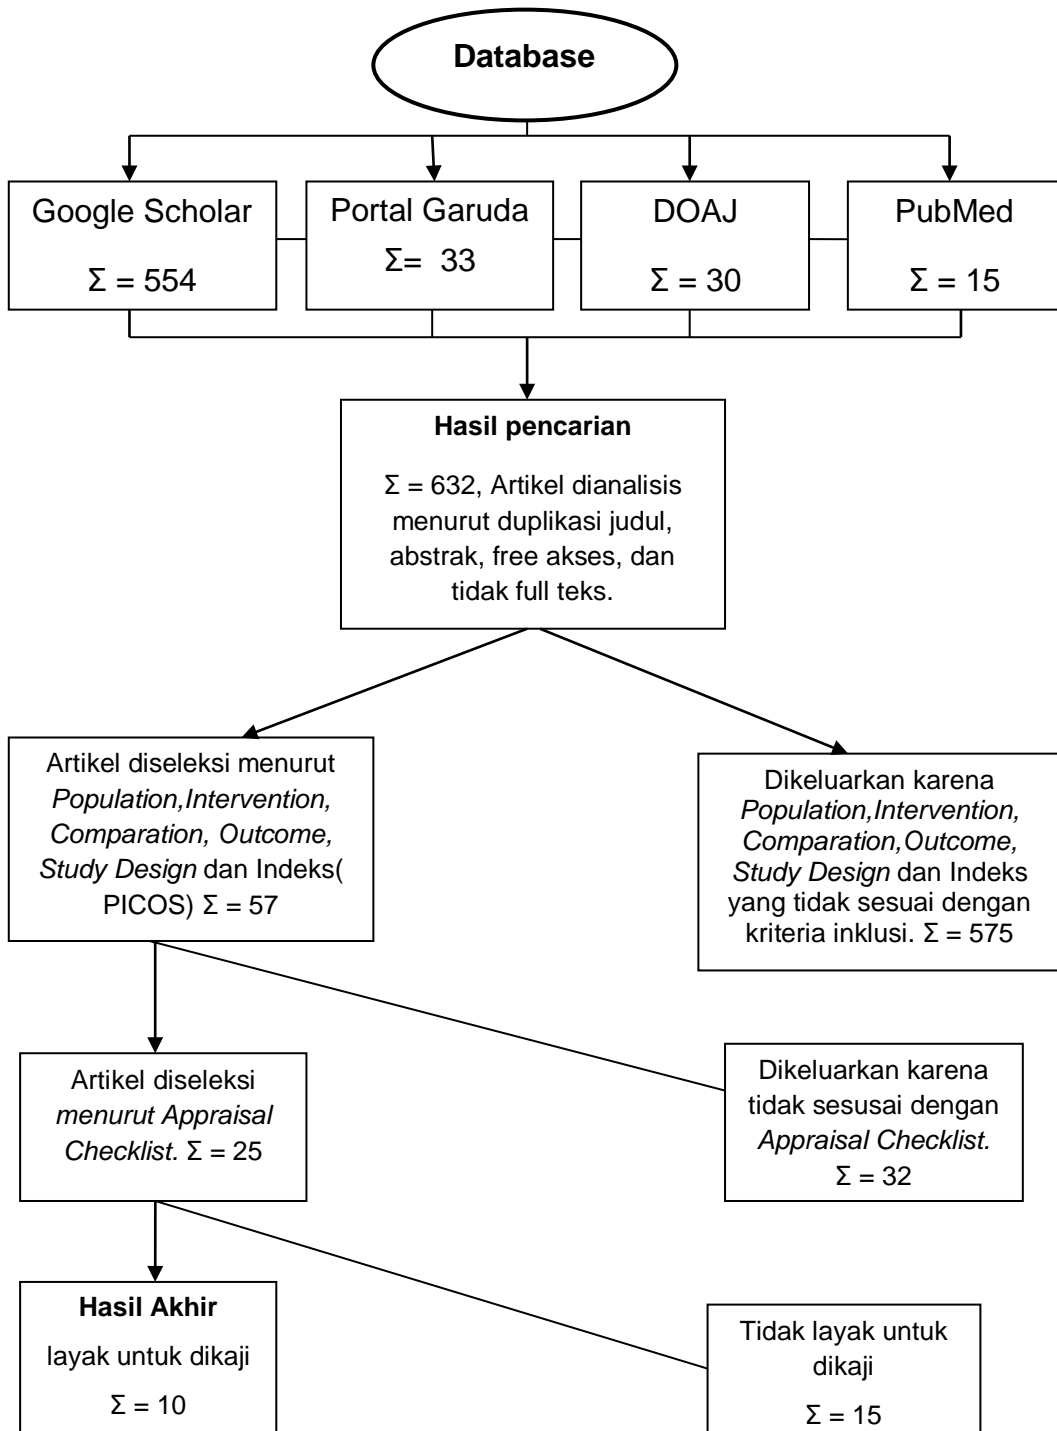 Database
Google Scholar
Σ = 554
Portal Garuda
Σ= 33
DOAJ
Σ = 30
PubMed
Σ = 15
Hasil pencarian
Σ = 632, Artikel dianalisis
menurut duplikasi judul,
abstrak, free akses, dan
tidak full teks.
Artikel diseleksi menurut
Population,Intervention,
Comparation, Outcome,
Study Design dan Indeks(
PICOS) Σ = 57
Dikeluarkan karena
Population,Intervention,
Comparation,Outcome,
Study Design dan Indeks
yang tidak sesuai dengan
kriteria inklusi. Σ = 575
Artikel diseleksi
menurut Appraisal
Checklist. Σ = 25
Dikeluarkan karena
tidak sesusai dengan
Appraisal Checklist.
Σ = 32
Hasil Akhir
layak untuk dikaji
Σ = 10
Tidak layak untuk
dikaji
Σ = 15